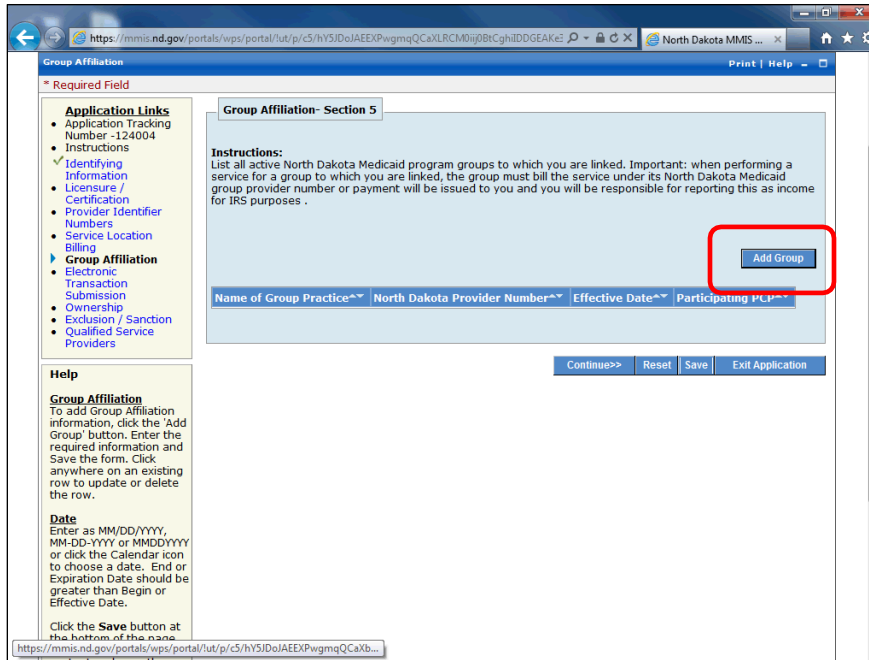 https://mmis.nd.gov/portals/wps/portal/!ut/p/c5/hY5JDoJAEEXPwgmqQCaXLRCM0iij0BtCghiIDDGEAKe
North Dakota MMIS ...
Group Affiliation
Print | Help
* Required Field
Application Links
Application Tracking
Number -124004
Instructions
Identifying
Information
Licensure /
Certification
Provider Identifier
Numbers
Service Location
Billing
Group Affiliation
Electronic
Transaction
Submission
Ownership
Exclusion / Sanction
Qualified Service
Providers
Help
Group Affiliation
To add Group Affiliation
information, click the 'Add
Group' button. Enter the
required information and
Save the form. Click
anywhere on an existing
row to update or delete
the row.
Date
Enter as MM/DD/YYYY,
MM-DD-YYYY or MMDDYYYY
or click the Calendar icon
to choose a date. End or
Expiration Date should be
greater than Begin or
Effective Date.
Click the Save button at
the bottom of the page
Group Affiliation- Section 5
Instructions:
List all active North Dakota Medicaid program groups to which you are linked. Important: when performing a
service for a group to which you are linked, the group must bill the service under its North Dakota Medicaid
group provider number or payment will be issued to you and you will be responsible for reporting this as income
for IRS purposes .
Add Group
Name of Group Practice North Dakota Provider Number Effective Date Participating PCP
Continue>> Reset Save Exit Application
https://mmis.nd.gov/portals/wps/portal/!ut/p/c5/hY5JDoJAEEXPwgmqQCaXb...